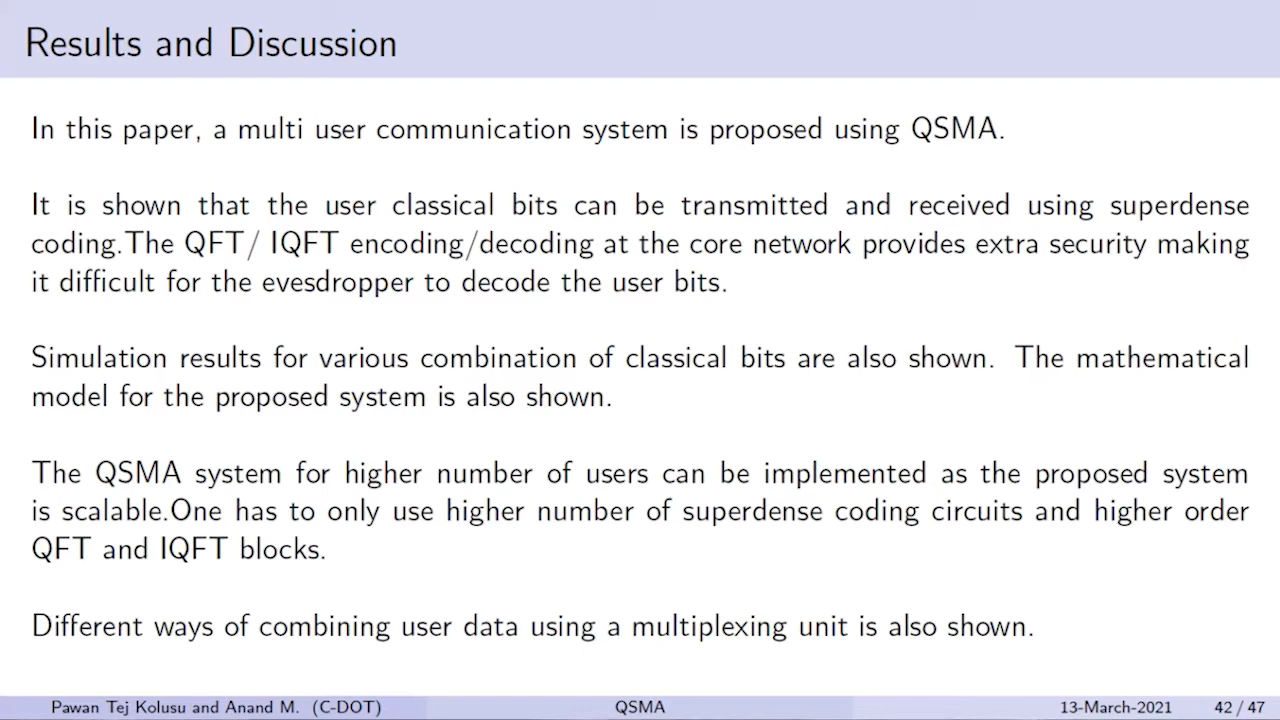 Results and Discussion
In this paper, a multi user communication system is proposed using QSMA.
It is shown that the user classical bits can be transmitted and received using superdense
coding.The QFT/ IQFT encoding/decoding at the core network provides extra security making
it difficult for the evesdropper to decode the user bits.
Simulation results for various combination of classical bits are also shown. The mathematical
model for the proposed system is also shown.
The QSMA system for higher number of users can be implemented as the proposed system
is scalable.One has to only use higher number of superdense coding circuits and higher order
QFT and IQFT blocks.
Different ways of combining user data using a multiplexing unit is also shown.
Pawan Tej Kolusu and Anand M. (C-DOT) QSMA 13-March-2021 42 / 47